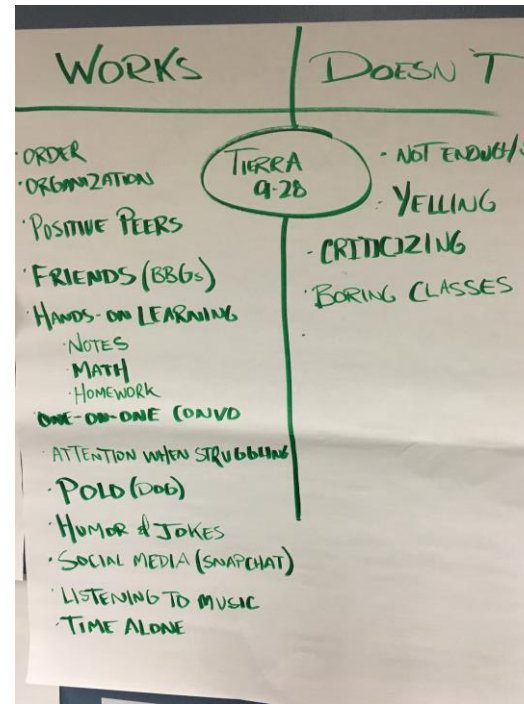 WORKS
DOESN'T
TIERRA
9-28
·ORDER
·ORGANIZATION
·POSITIVE PEERS
·FRIENDS (BBGs)
·HANDS-ON LEARNING
·NOTES
·MATH
·HOMEWORK
·ONE-ON-ONE CONVO
·ATTENTION WHEN STRUGGLING
·POLO (DOG)
·HUMOR & JOKES
·SOCIAL MEDIA (SNAPCHAT)
·LISTENING TO MUSIC
·TIME ALONE
- NOT ENOUGH
- YELLING
- CRITICIZING
·BORING CLASSES